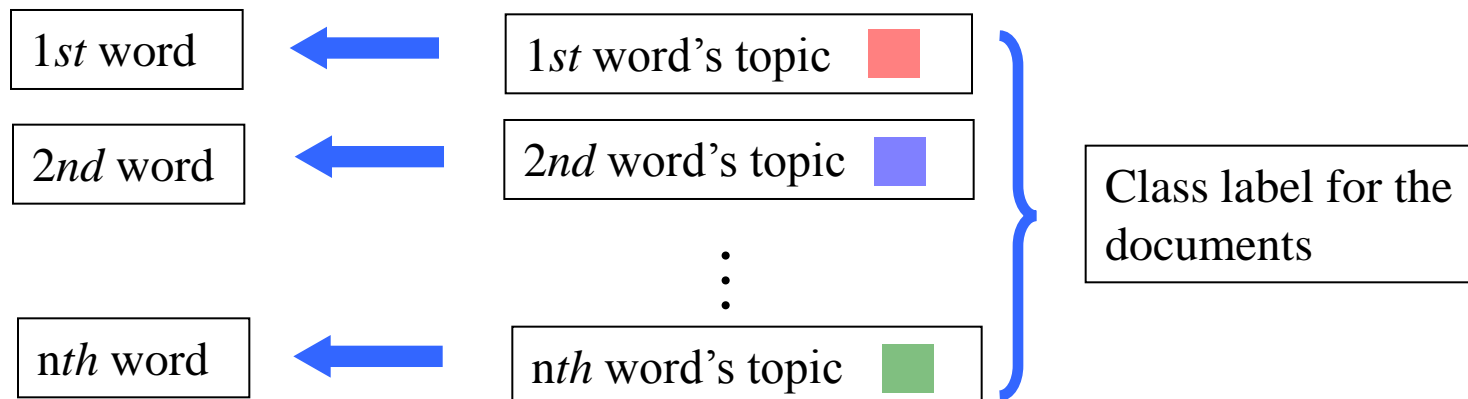 1st word
1st word's topic
2nd word
2nd word's topic
Class label for the
documents
nth word
nth word's topic